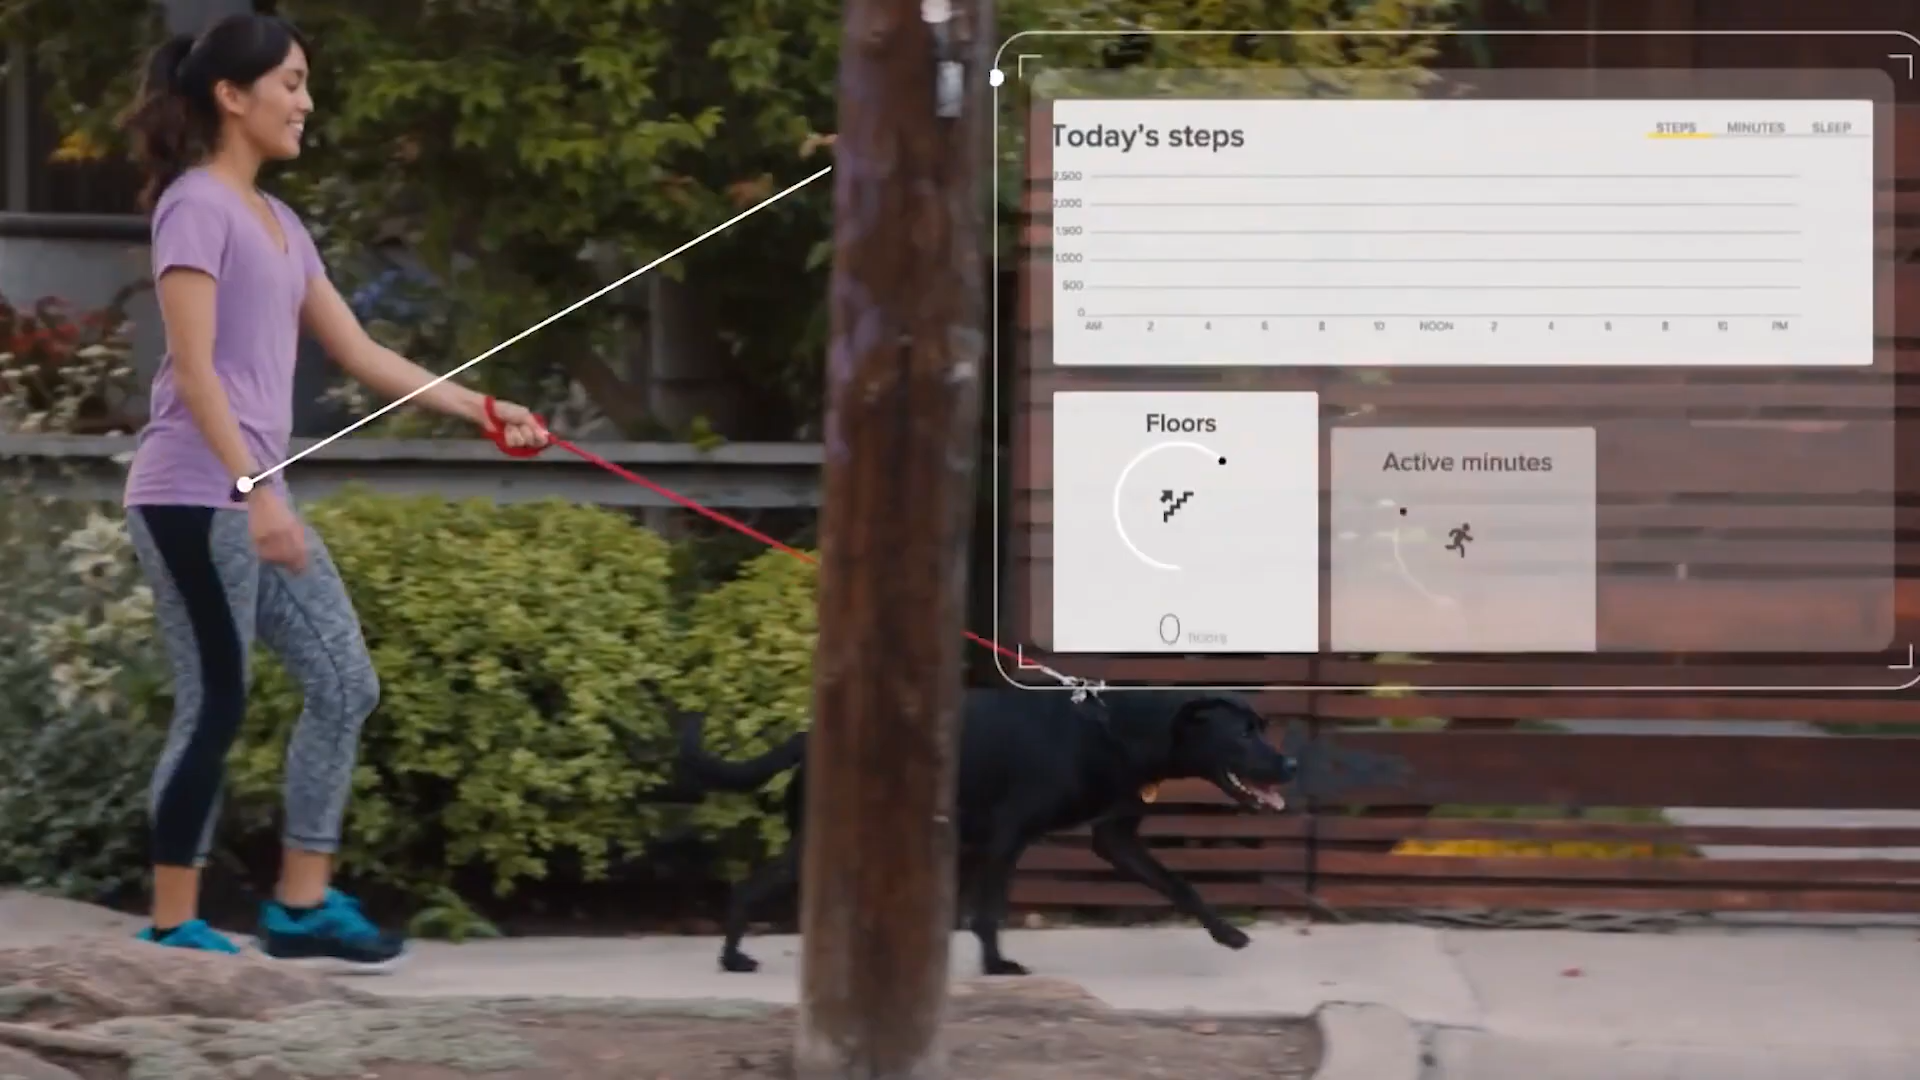 Today's steps
STEPS MINUTES SLEEP
2,500
2,000
1,500
1,000
500
0
AM 2 4 6 8 10 NOON 2 4 6 8 10 PM
Floors
Active minutes
0 floors